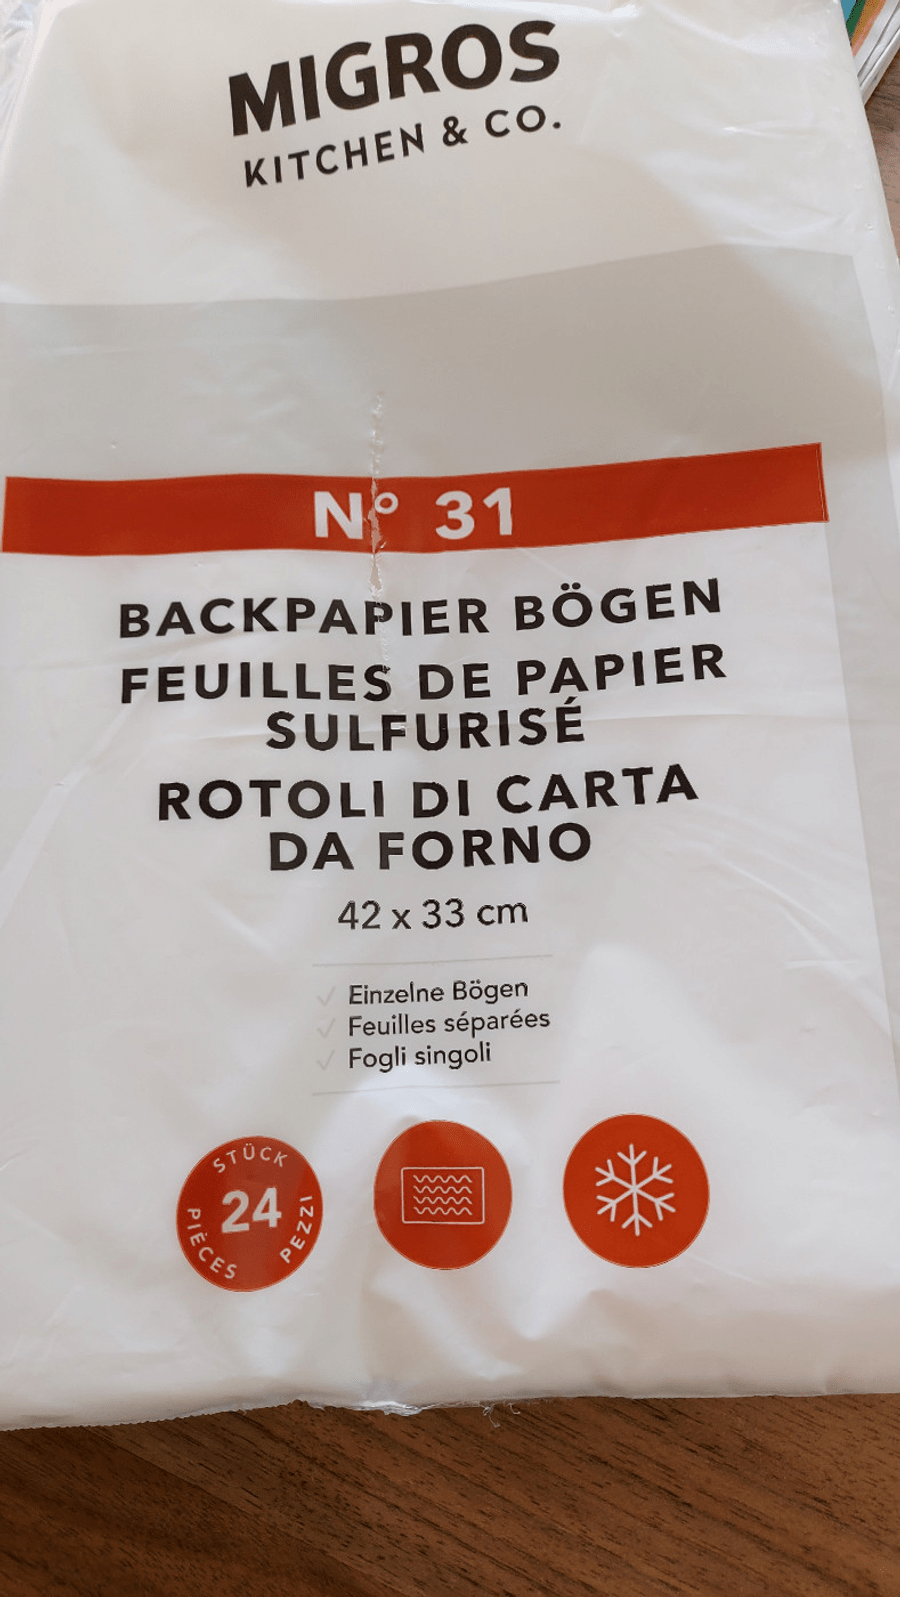 MIGROS
KITCHEN & CO.
N° 31
BACKPAPIER BÖGEN
FEUILLES DE PAPIER
SULFURISÉ
ROTOLI DI CARTA
DA FORNO
42 x 33 cm
Einzelne Bögen
Feuilles séparées
Fogli singoli
STÜCK
24
PIÈCES
PEZZI